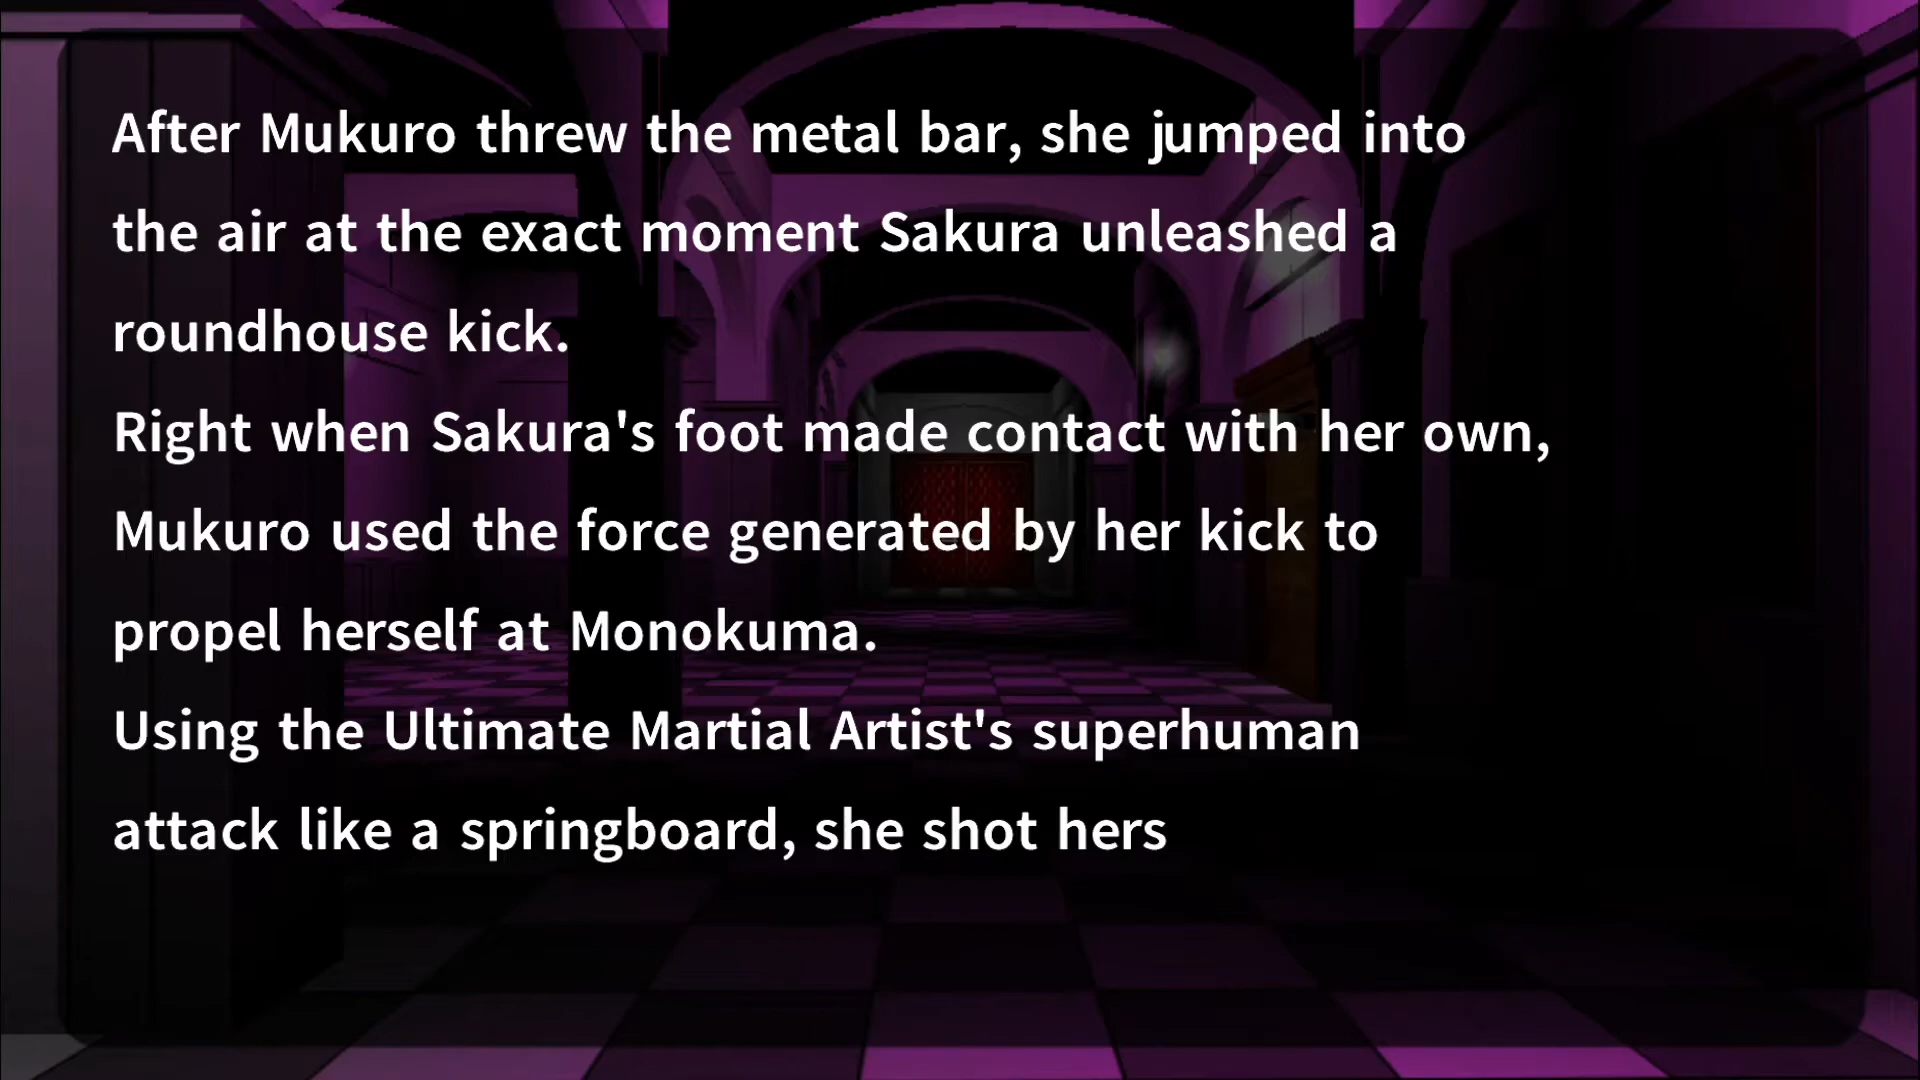 After Mukuro threw the metal bar, she jumped into
the air at the exact moment Sakura unleashed a
roundhouse kick.
Right when Sakura's foot made contact with her own,
Mukuro used the force generated by her kick to
propel herself at Monokuma.
Using the Ultimate Martial Artist's superhuman
attack like a springboard, she shot hers